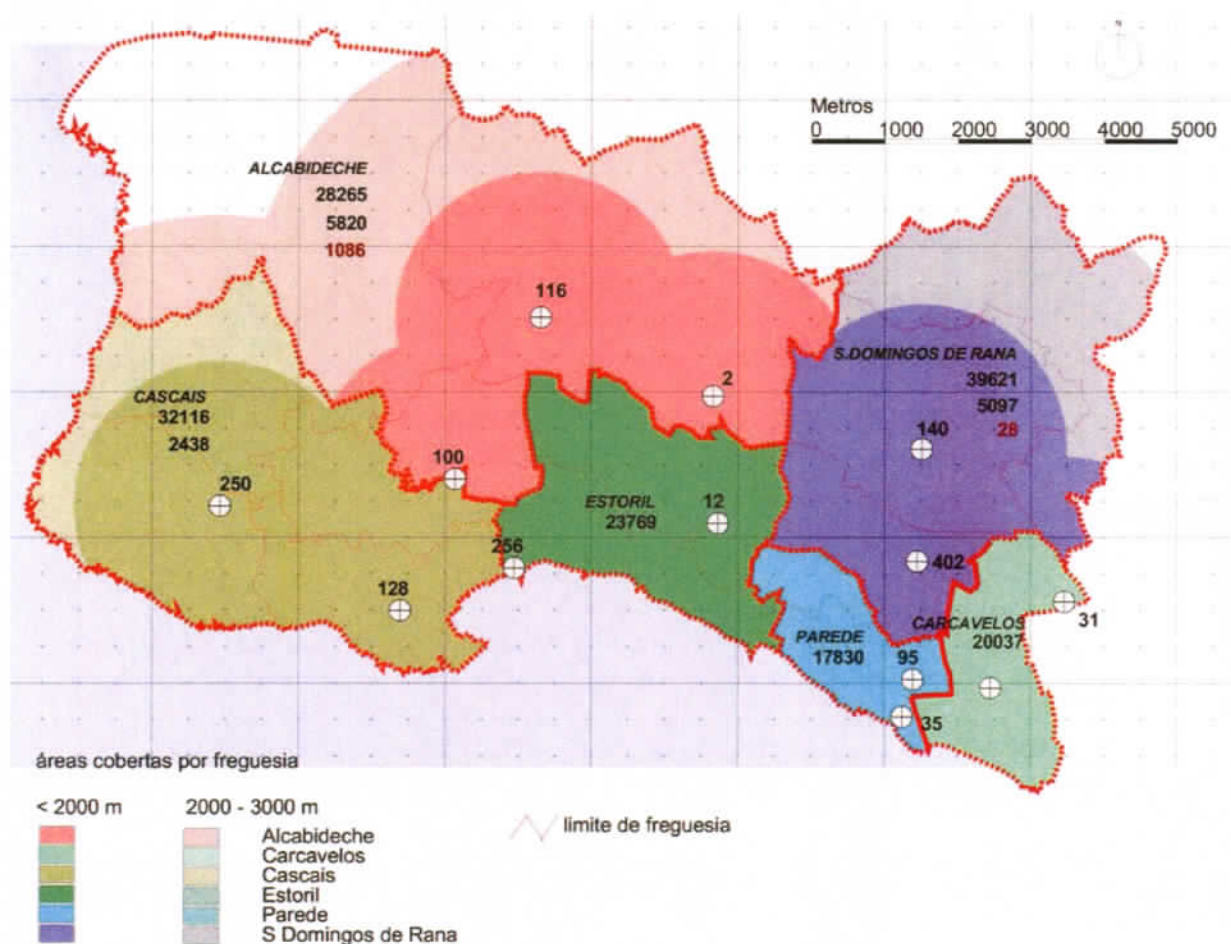 N
Metros
0 1000 2000 3000 4000 5000
ALCABIDECHE
28265
5820
1086
116
2
S.DOMINGOS DE RANA
39621
5097
28
140
CASCAIS
32116
2438
250
100
ESTORIL
23769
12
256
128
402
31
CARCAVELOS
20037
PAREDE
17830
95
35
áreas cobertas por freguesia
< 2000 m 2000 - 3000 m
limite de freguesia
Alcabideche
Carcavelos
Cascais
Estoril
Parede
S Domingos de Rana